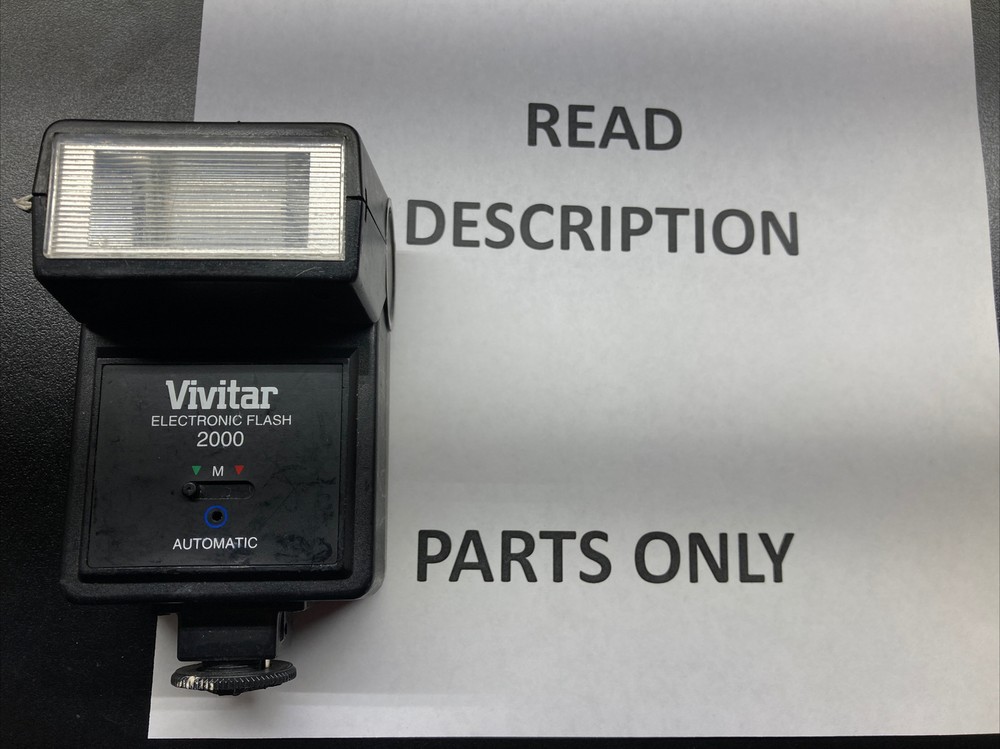 READ
DESCRIPTION
PARTS ONLY
Vivitar
ELECTRONIC FLASH
2000
M
AUTOMATIC